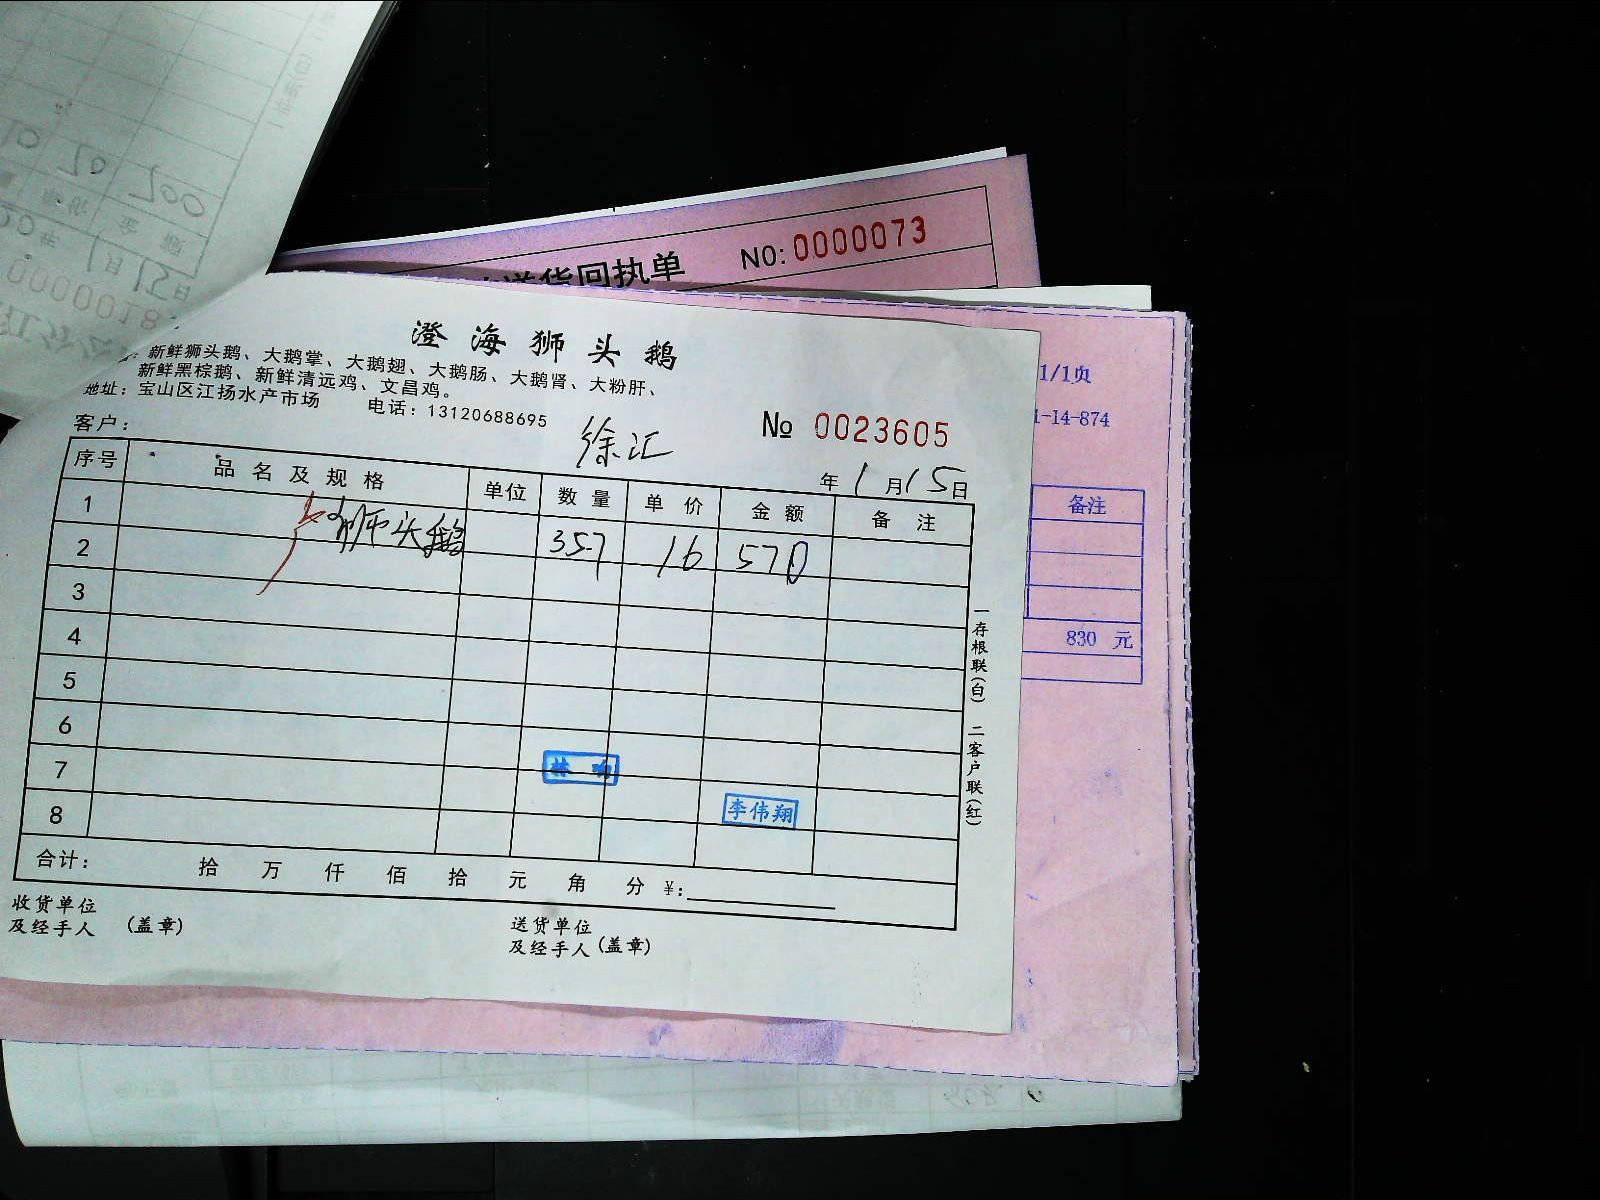 送货回执单 NO:0000073
1/1页
1-14-874
备注
830 元
澄海狮头鹅
:新鲜狮头鹅、大鹅掌、大鹅翅、大鹅肠、大鹅肾、大粉肝、
新鲜黑棕鹅、新鲜清远鸡、文昌鸡。
地址:宝山区江扬水产市场 电话:13120688695
客户: 徐汇 № 0023605
年 1 月 15 日
序号 品名及规格 单位 数量 单价 金额 备注
1 狮头鹅 35.7 16 570
2
3
4
5
6
7
8
李伟翔
合计: 拾 万 仟 佰 拾 元 角 分 ¥:
收货单位
及经手人 (盖章)
送货单位
及经手人 (盖章)
一存根联(白) 二客户联(红)